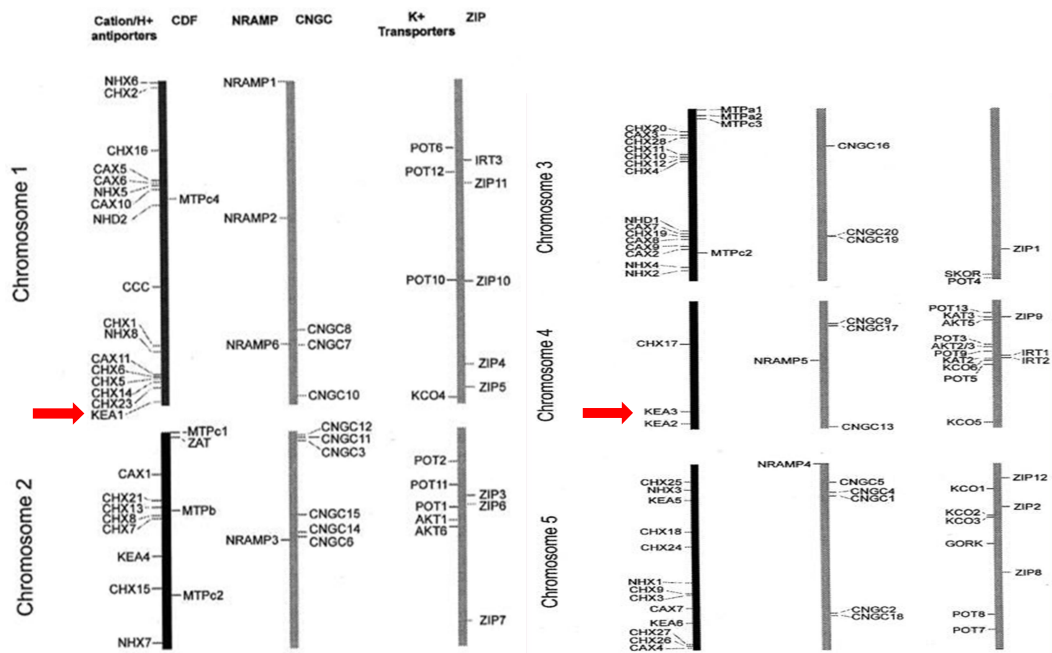 Cation/H+ antiporters
CDF
NRAMP
CNGC
K+ Transporters
ZIP
Chromosome 1
NHX6
CHX2
CHX16
CAX5
CAX6
NHX5
CAX10
NHD2
CCC
CHX1
NHX8
CAX11
CHX6
CHX5
CHX14
CHX23
KEA1
MTPc4
NRAMP1
NRAMP2
NRAMP6
CNGC8
CNGC7
CNGC10
POT6
POT12
POT10
KCO4
IRT3
ZIP11
ZIP10
ZIP4
ZIP5
Chromosome 2
CAX1
CHX21
CHX13
CHX8
CHX7
KEA4
CHX15
NHX7
MTPc1
ZAT
MTPb
MTPc2
NRAMP3
CNGC12
CNGC11
CNGC3
CNGC15
CNGC14
CNGC6
POT2
POT11
POT1
AKT1
AKT6
ZIP3
ZIP6
ZIP7
Chromosome 3
CHX20
CAX3
CHX28
CHX11
CHX10
CHX12
CHX4
NHD1
CAX7
CHX19
CAX8
CAX9
CAX2
NHX4
NHX2
MTPa1
MTPa2
MTPc3
MTPc2
CNGC16
CNGC20
CNGC19
SKOR
POT4
ZIP1
Chromosome 4
CHX17
KEA3
KEA2
NRAMP5
CNGC9
CNGC17
CNGC13
POT13
KAT3
AKT5
POT3
AKT2/3
POT9
KAT2
KCO6
POT5
KCO5
ZIP9
IRT1
IRT2
Chromosome 5
CHX25
NHX3
KEA5
CHX18
CHX24
NHX1
CHX9
CHX3
CAX7
KEA6
CHX27
CHX26
CAX4
NRAMP4
CNGC5
CNGC4
CNGC1
CNGC2
CNGC18
KCO1
KCO2
KCO3
GORK
POT8
POT7
ZIP12
ZIP2
ZIP8